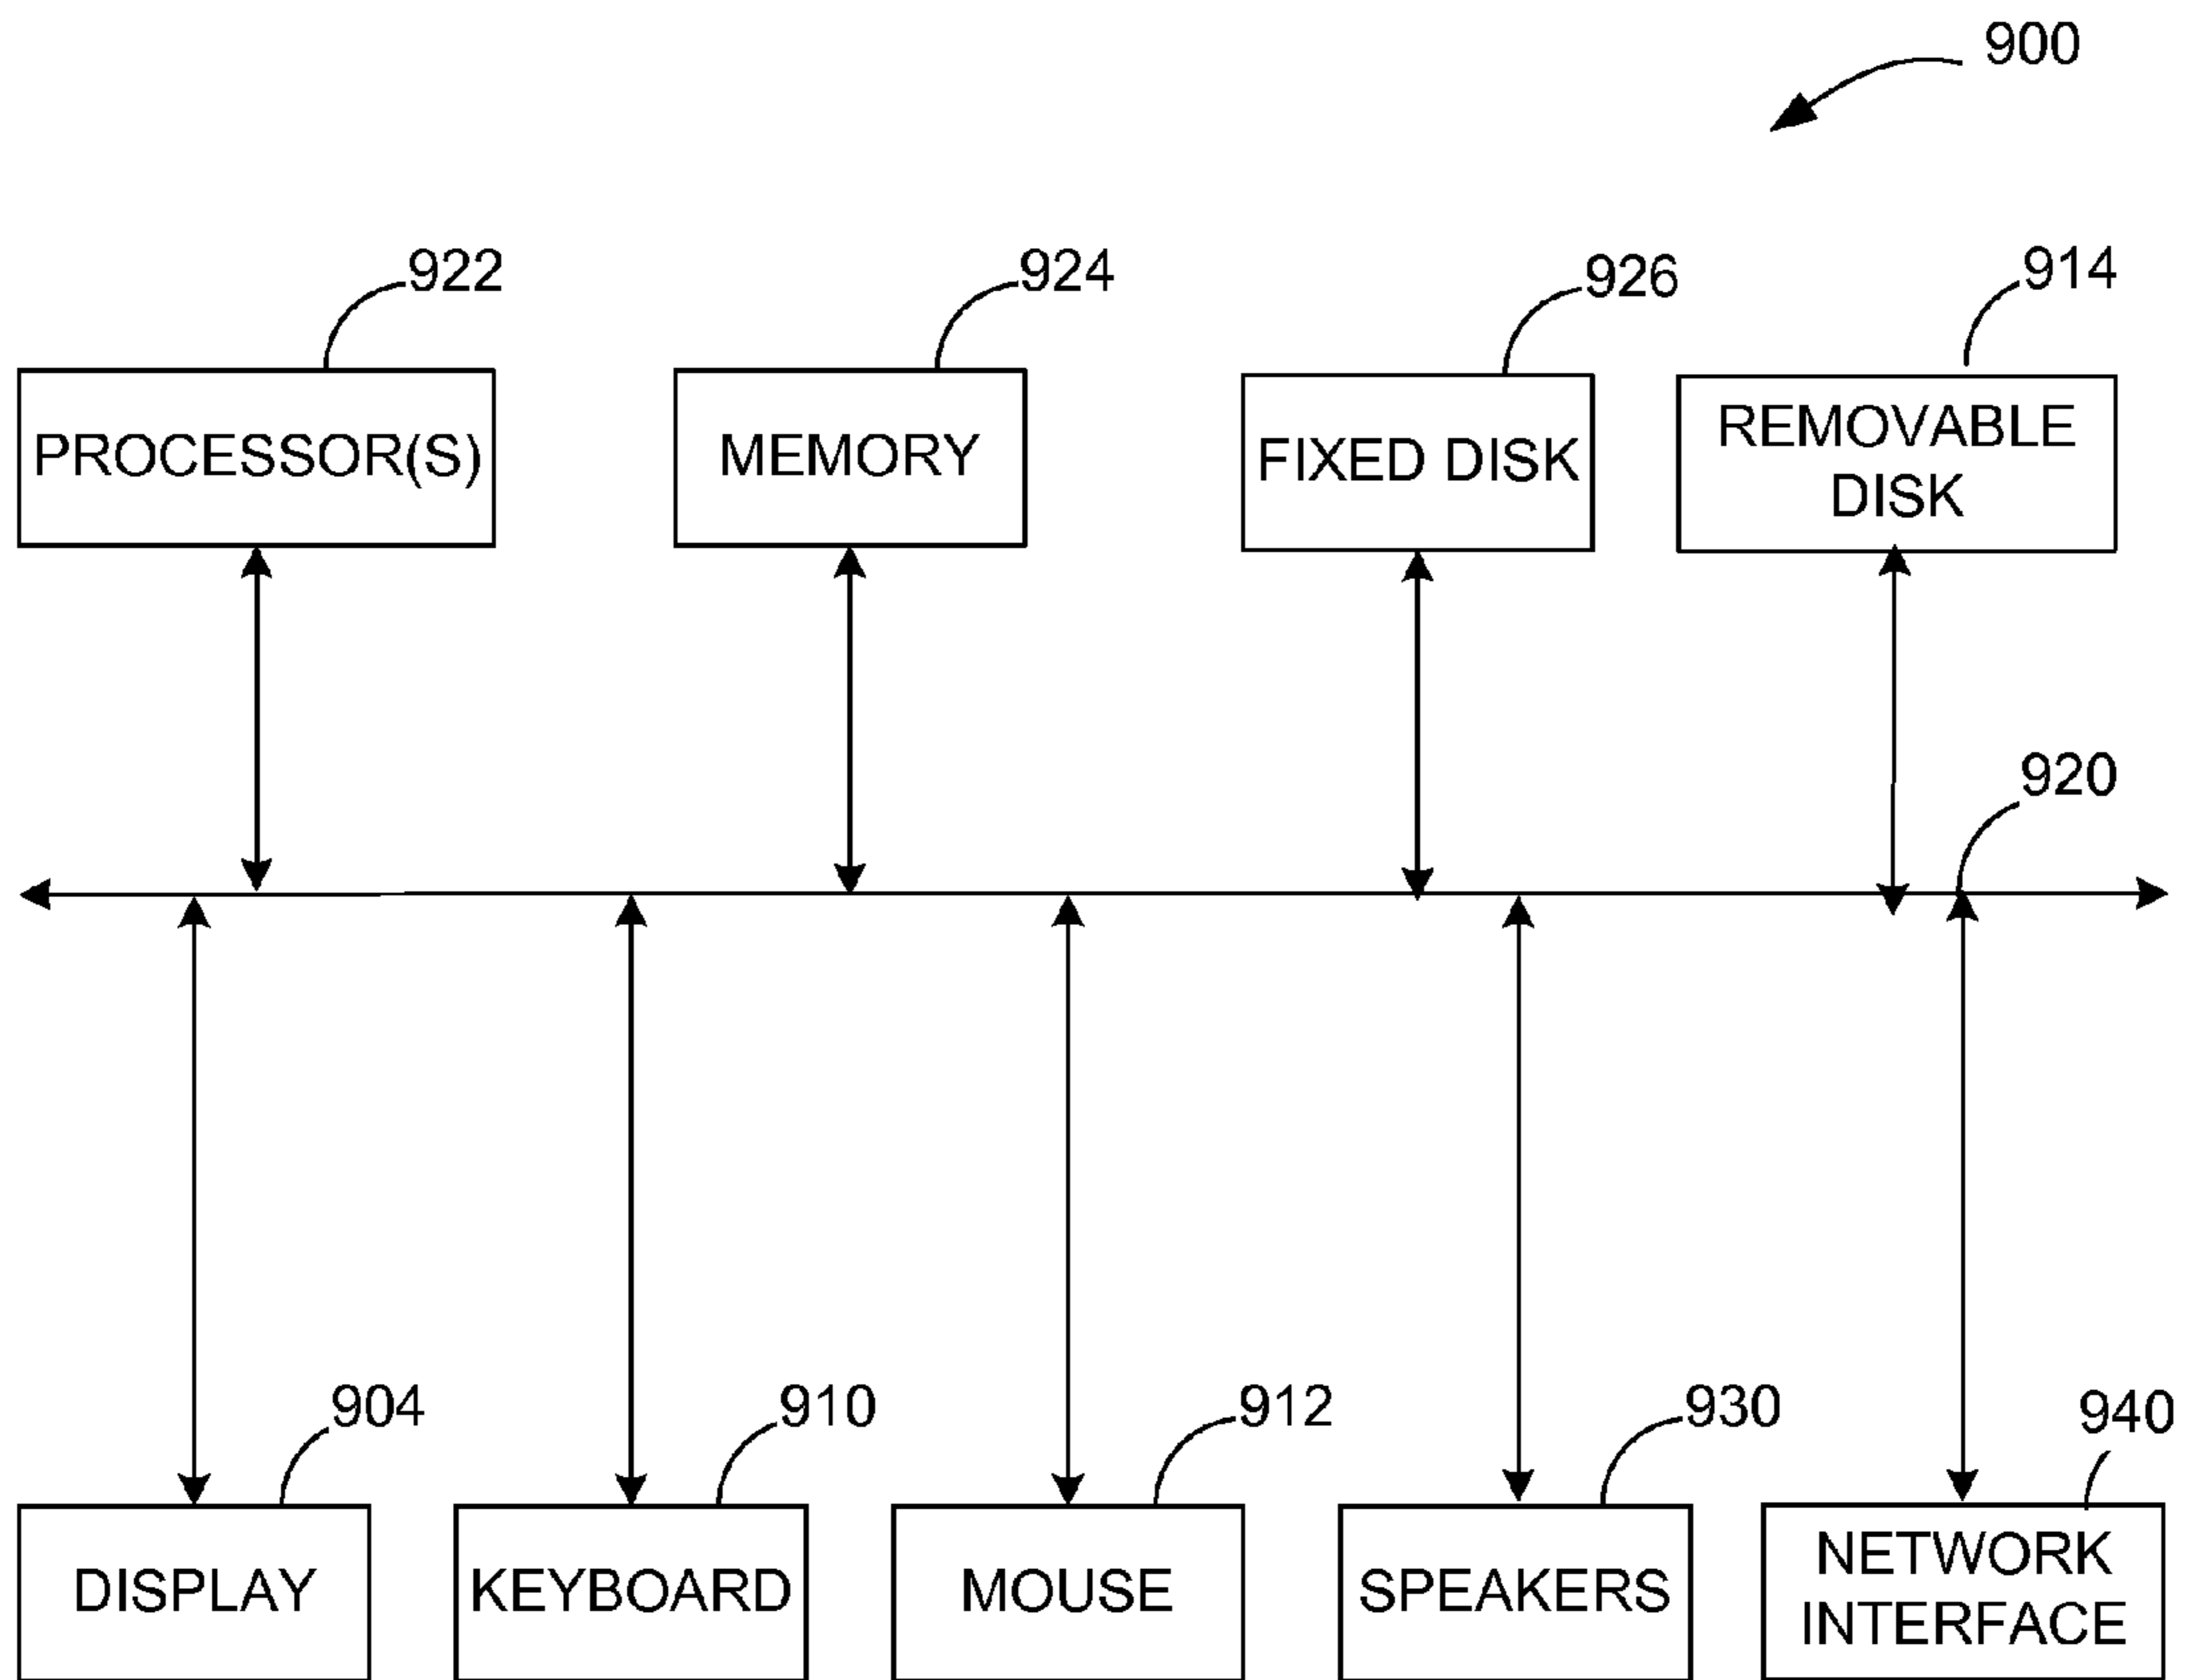 900
922
924
926
914
PROCESSOR(S)
MEMORY
FIXED DISK
REMOVABLE
DISK
920
904
910
912
930
940
DISPLAY
KEYBOARD
MOUSE
SPEAKERS
NETWORK
INTERFACE